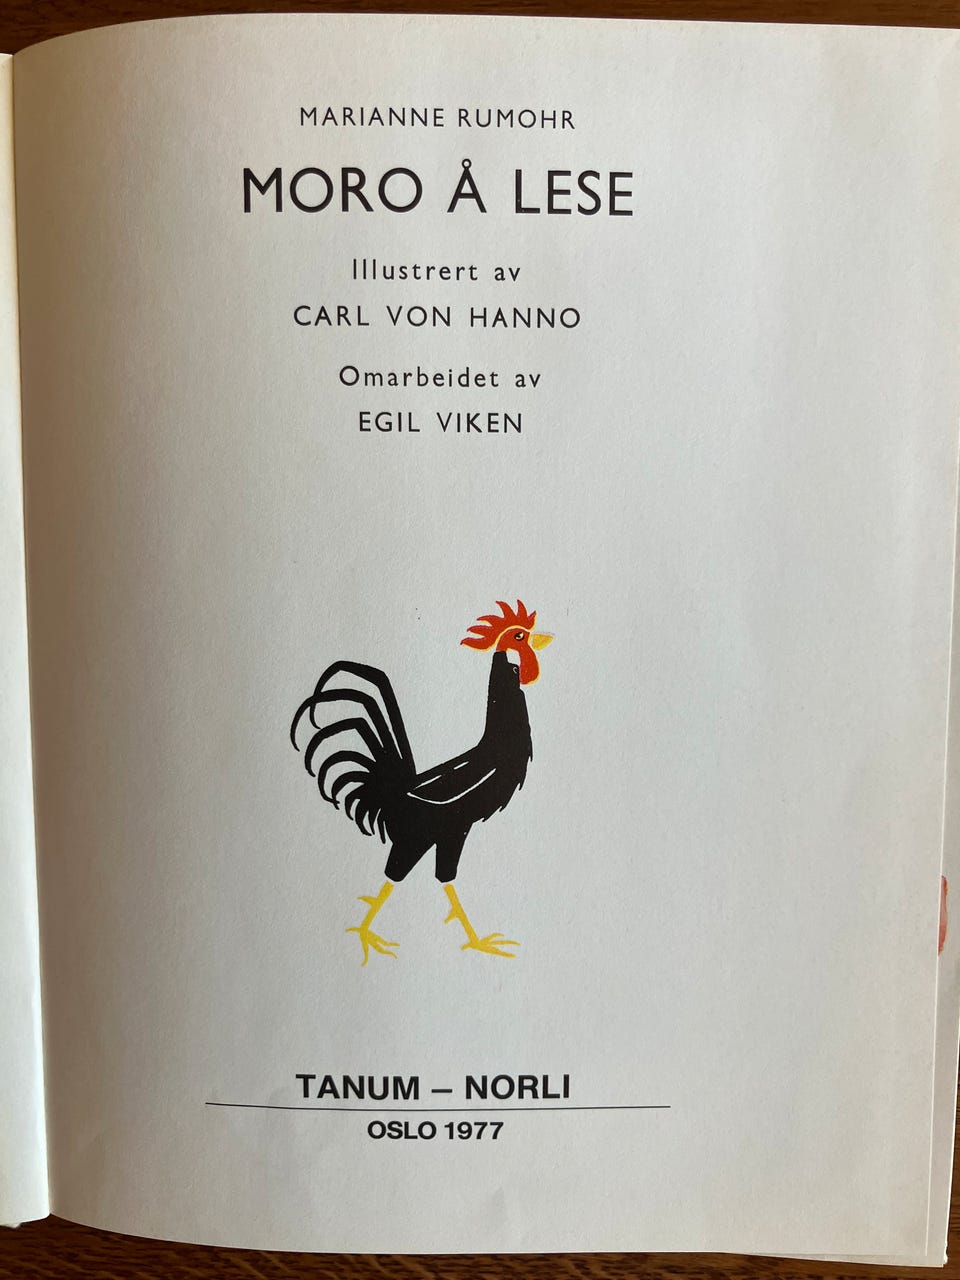 MARIANNE RUMOHR
MORO Å LESE
Illustrert av
CARL VON HANNO
Omarbeidet av
EGIL VIKEN
TANUM – NORLI
OSLO 1977